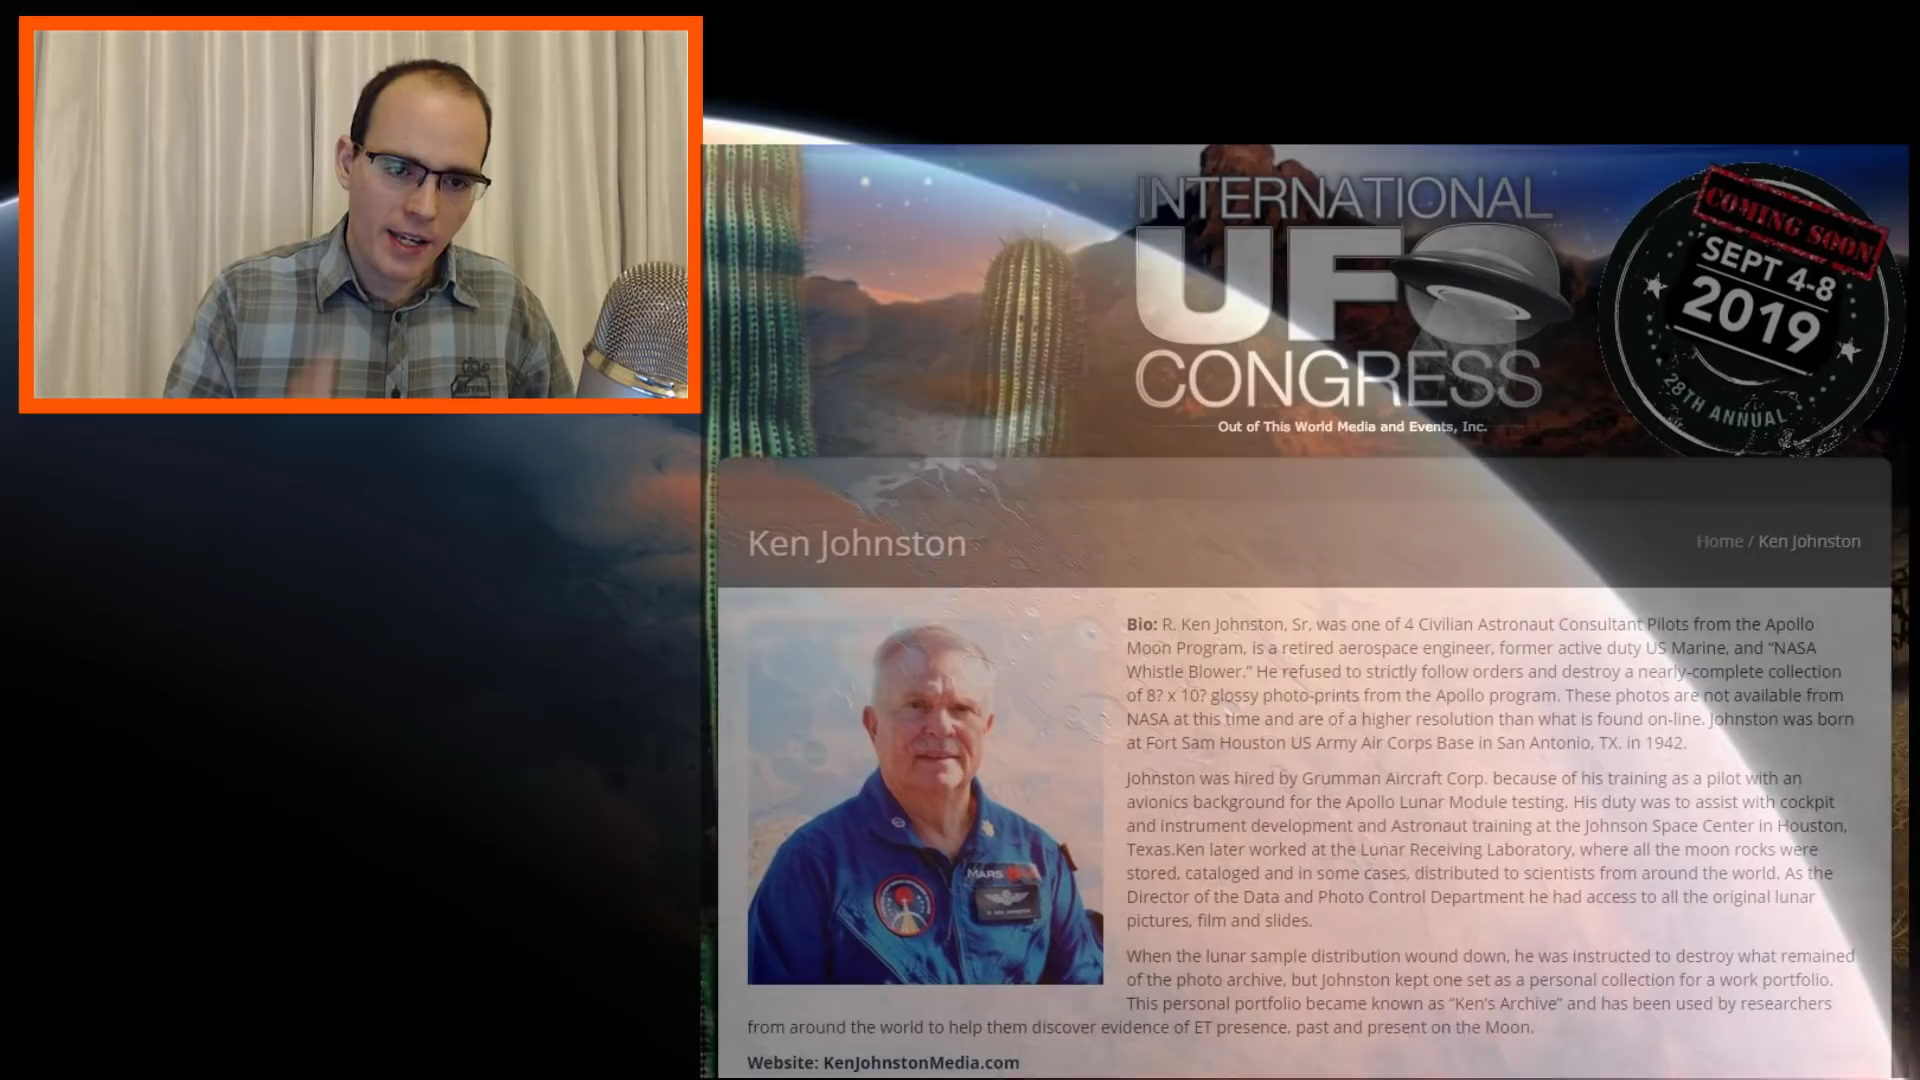 INTERNATIONAL
UFO
CONGRESS
Out of This World Media and Events, Inc.
COMING SOON
SEPT 4-8
2019
28TH ANNUAL
Ken Johnston
Home / Ken Johnston
Bio: R. Ken Johnston, Sr. was one of 4 Civilian Astronaut Consultant Pilots from the Apollo
Moon Program, is a retired aerospace engineer, former active duty US Marine, and “NASA
Whistle Blower.” He refused to strictly follow orders and destroy a nearly-complete collection
of 8? x 10? glossy photo-prints from the Apollo program. These photos are not available from
NASA at this time and are of a higher resolution than what is found on-line. Johnston was born
at Fort Sam Houston US Army Air Corps Base in San Antonio, TX. in 1942.
Johnston was hired by Grumman Aircraft Corp. because of his training as a pilot with an
avionics background for the Apollo Lunar Module testing. His duty was to assist with cockpit
and instrument development and Astronaut training at the Johnson Space Center in Houston,
Texas.Ken later worked at the Lunar Receiving Laboratory, where all the moon rocks were
stored, cataloged and in some cases, distributed to scientists from around the world. As the
Director of the Data and Photo Control Department he had access to all the original lunar
pictures, film and slides.
When the lunar sample distribution wound down, he was instructed to destroy what remained
of the photo archive, but Johnston kept one set as a personal collection for a work portfolio.
This personal portfolio became known as “Ken’s Archive” and has been used by researchers
from around the world to help them discover evidence of ET presence, past and present on the Moon.
Website: KenJohnstonMedia.com
MARS